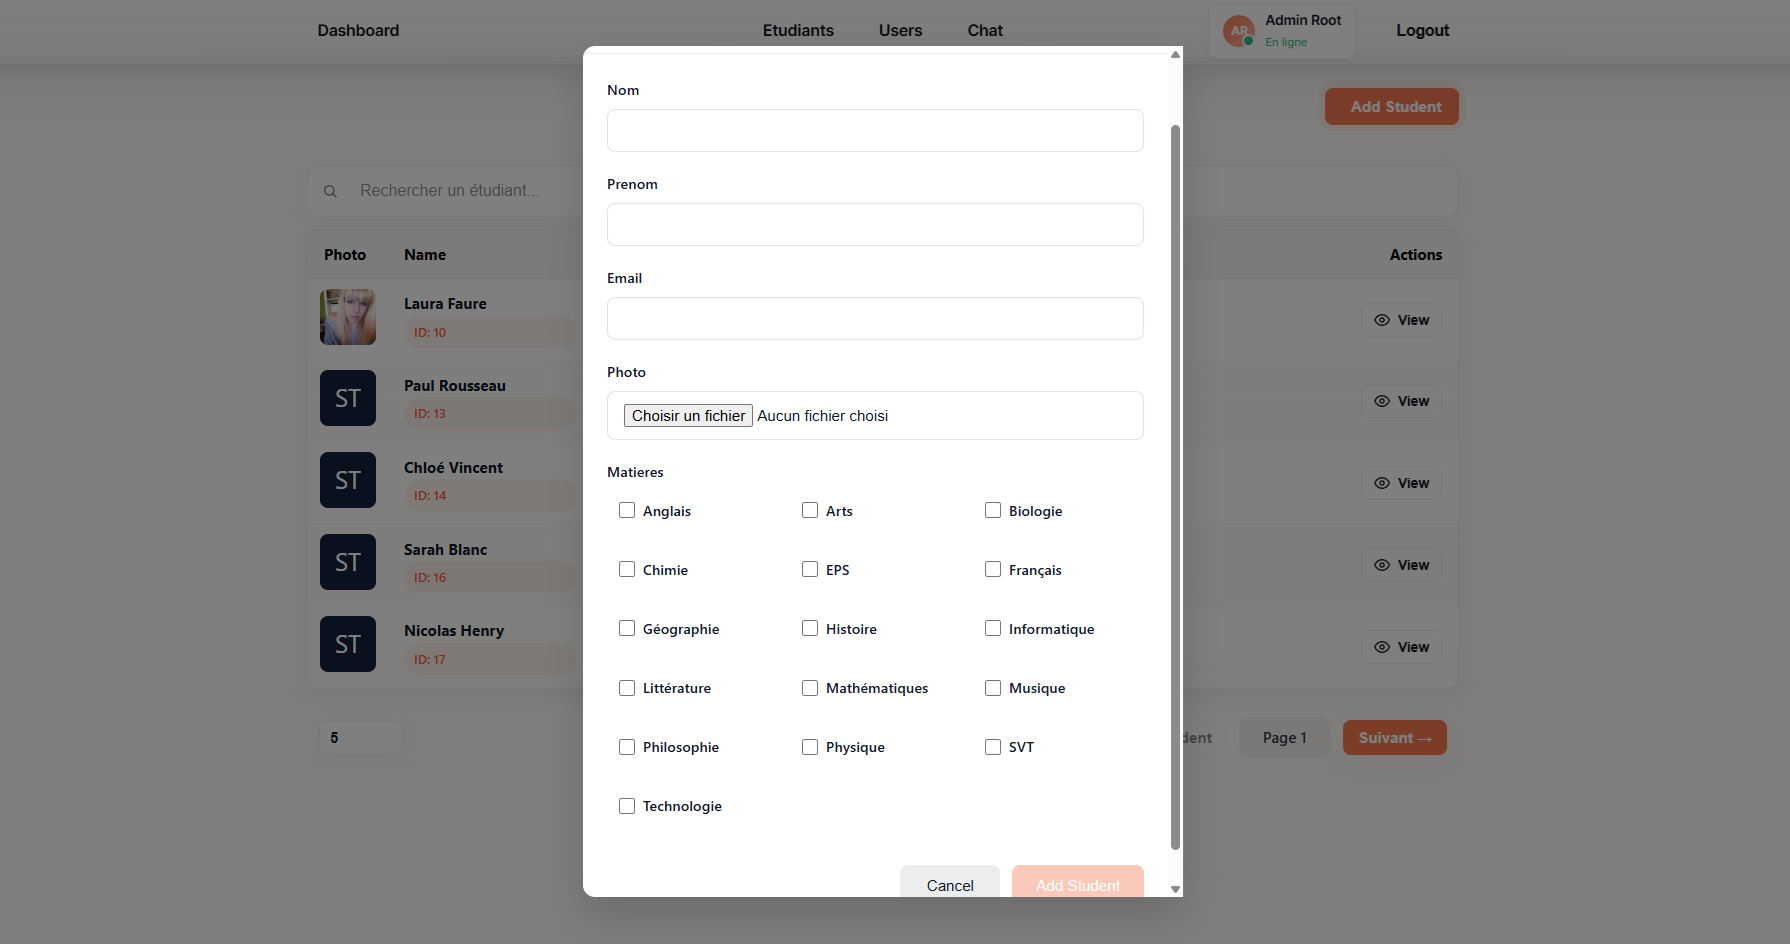 Dashboard
Etudiants
Users
Chat
AR
Admin Root
En ligne
Logout
Add Student
Rechercher un étudiant...
Photo
Name
Actions
Laura Faure
ID: 10
View
ST
Paul Rousseau
ID: 13
View
ST
Chloé Vincent
ID: 14
View
ST
Sarah Blanc
ID: 16
View
ST
Nicolas Henry
ID: 17
View
5
dent
Page 1
Suivant →
Nom
Prenom
Email
Photo
Choisir un fichier Aucun fichier choisi
Matieres
Anglais
Arts
Biologie
Chimie
EPS
Français
Géographie
Histoire
Informatique
Littérature
Mathématiques
Musique
Philosophie
Physique
SVT
Technologie
Cancel
Add Student